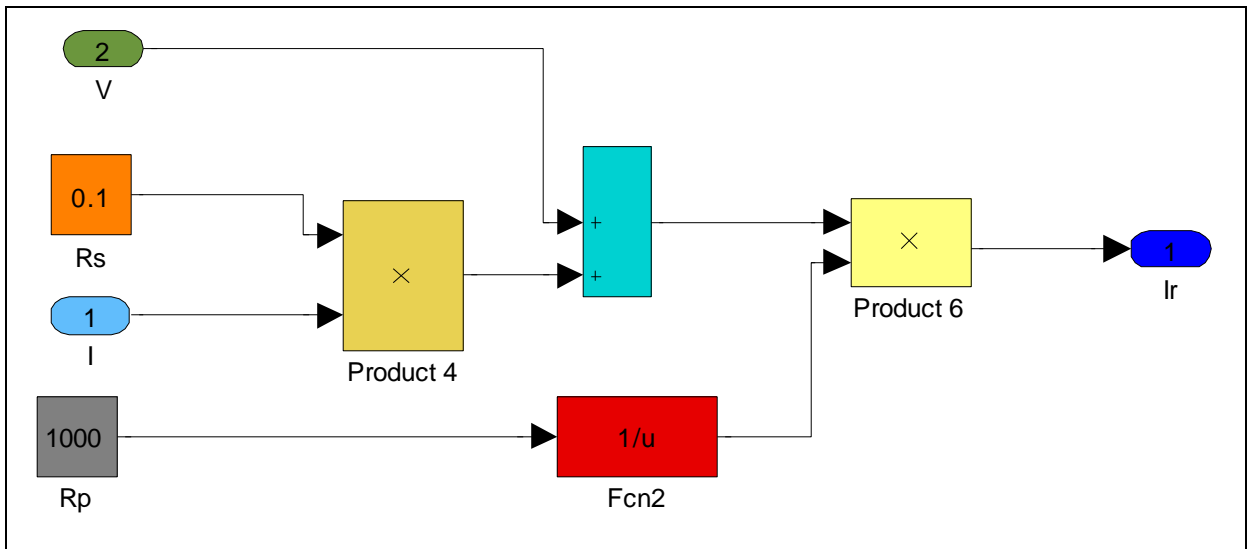 2
V
0.1
Rs
1
I
×
Product 4
1000
Rp
+
+
1/u
Fcn2
×
Product 6
1
Ir